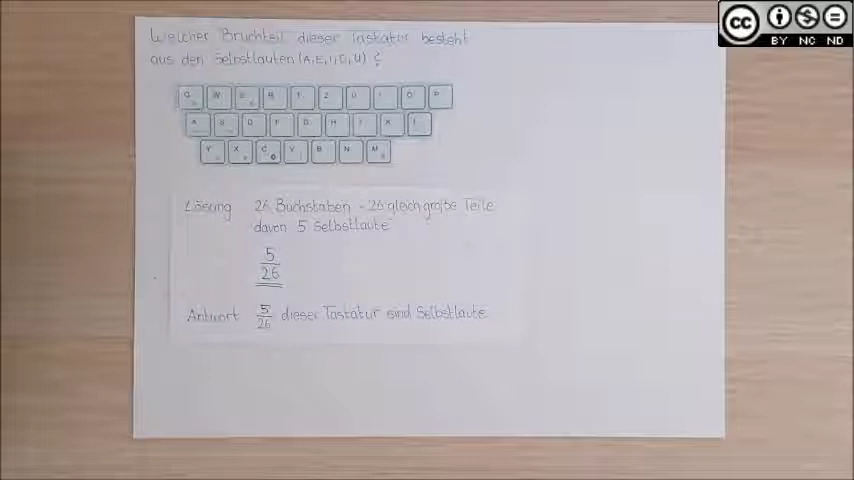 Welcher Bruchteil dieser Tastatur besteht
aus den Selbstlauten (A, E, I, O, U) ?
Q W E R T Z U I O P
A S D F G H J K L
Y X C V B N M
Lösung 26 Buchstaben - 26 gleich große Teile
davon 5 Selbstlaute
5
26
Antwort 5/26 dieser Tastatur sind Selbstlaute
cc
BY NC ND